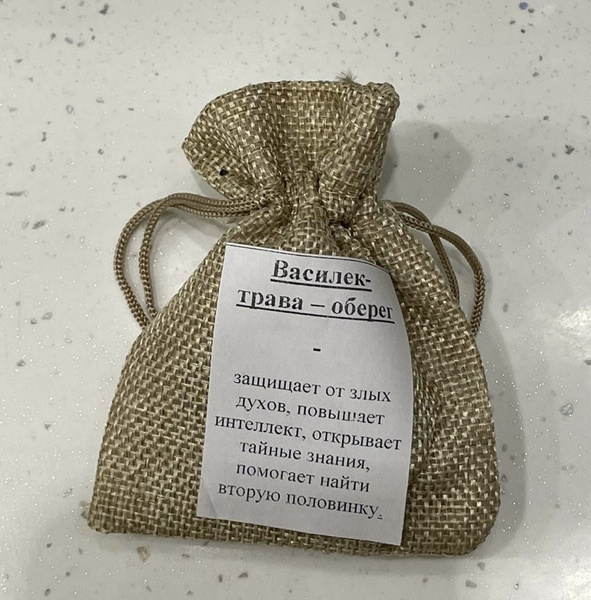 Василек-
трава – оберег
-
защищает от злых
духов, повышает
интеллект, открывает
тайные знания,
помогает найти
вторую половинку.